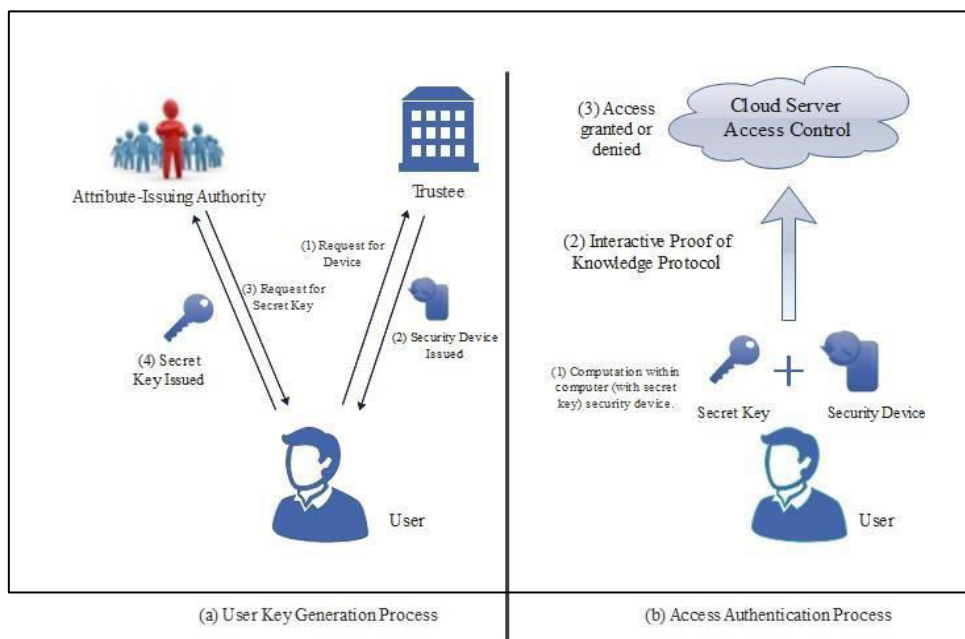 Attribute-Issuing Authority
Trustee
(1) Request for
Device
(3) Request for
Secret Key
(2) Security Device
Issued
(4) Secret
Key Issued
User
(a) User Key Generation Process
Cloud Server
Access Control
(3) Access
granted or
denied
(2) Interactive Proof of
Knowledge Protocol
(1) Computation within
computer (with secret
key) security device.
Secret Key
Security Device
User
(b) Access Authentication Process